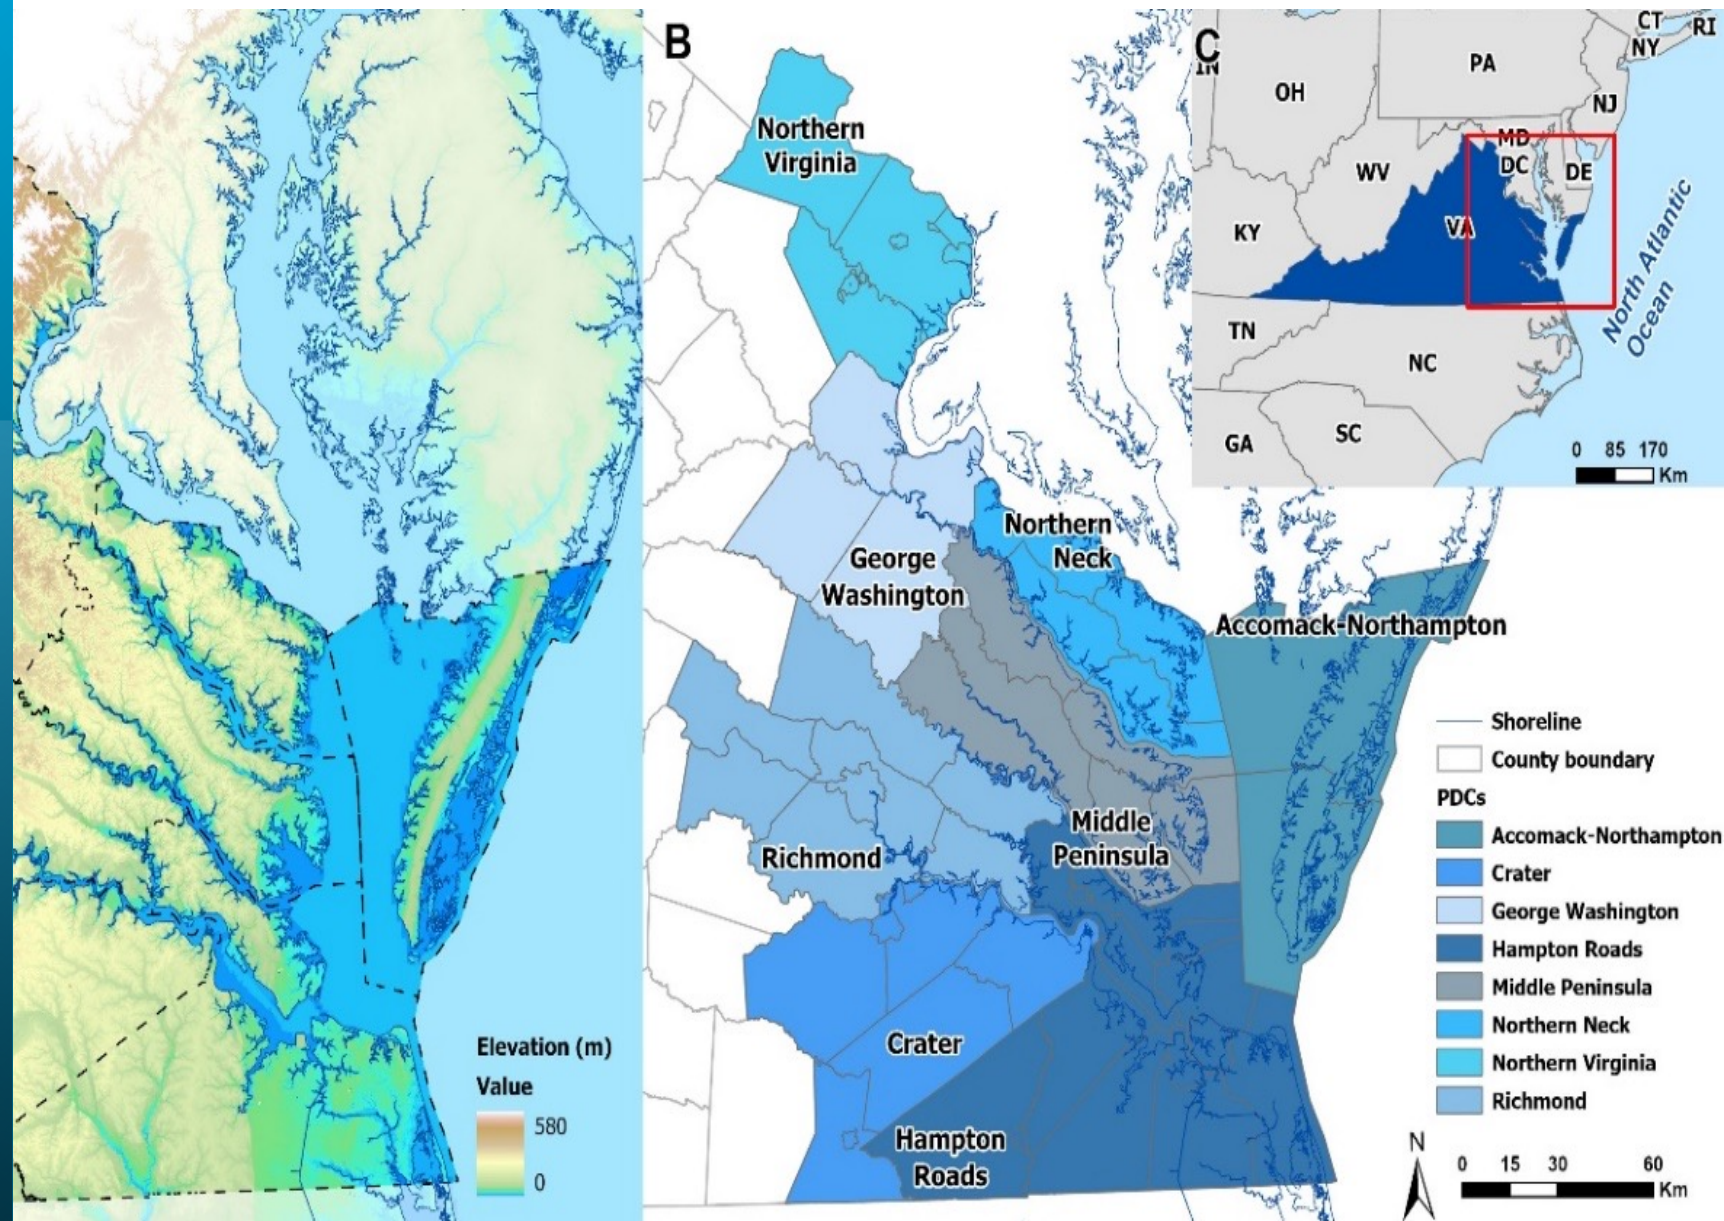 Elevation (m)
Value
580
0
B
Northern
Virginia
George
Washington
Northern
Neck
Accomack-Northampton
Richmond
Middle
Peninsula
Crater
Hampton
Roads
C
IN
OH
PA
CT
RI
NY
NJ
MD
DC
DE
WV
KY
VA
TN
NC
GA
SC
North Atlantic
Ocean
0 85 170
Km
Shoreline
County boundary
PDCs
Accomack-Northampton
Crater
George Washington
Hampton Roads
Middle Peninsula
Northern Neck
Northern Virginia
Richmond
N
0 15 30 60
Km